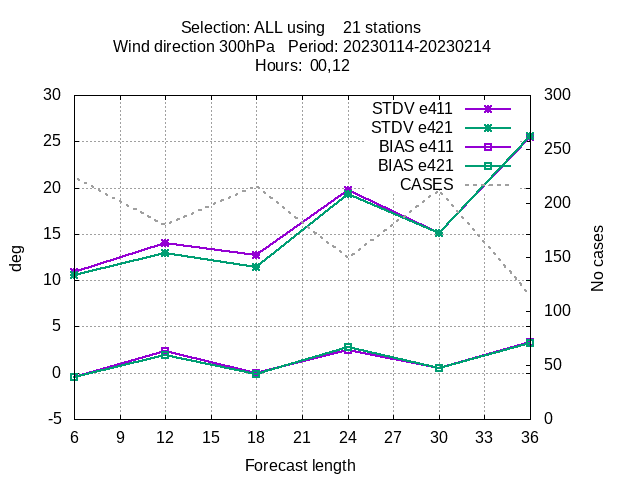 Selection: ALL using    21 stations
Wind direction 300hPa   Period: 20230114-20230214
Hours:  00,12
STDV e411
STDV e421
BIAS e411
BIAS e421
CASES
30
25
20
15
10
5
0
-5
deg
300
250
200
150
100
50
0
No cases
6 9 12 15 18 21 24 27 30 33 36
Forecast length